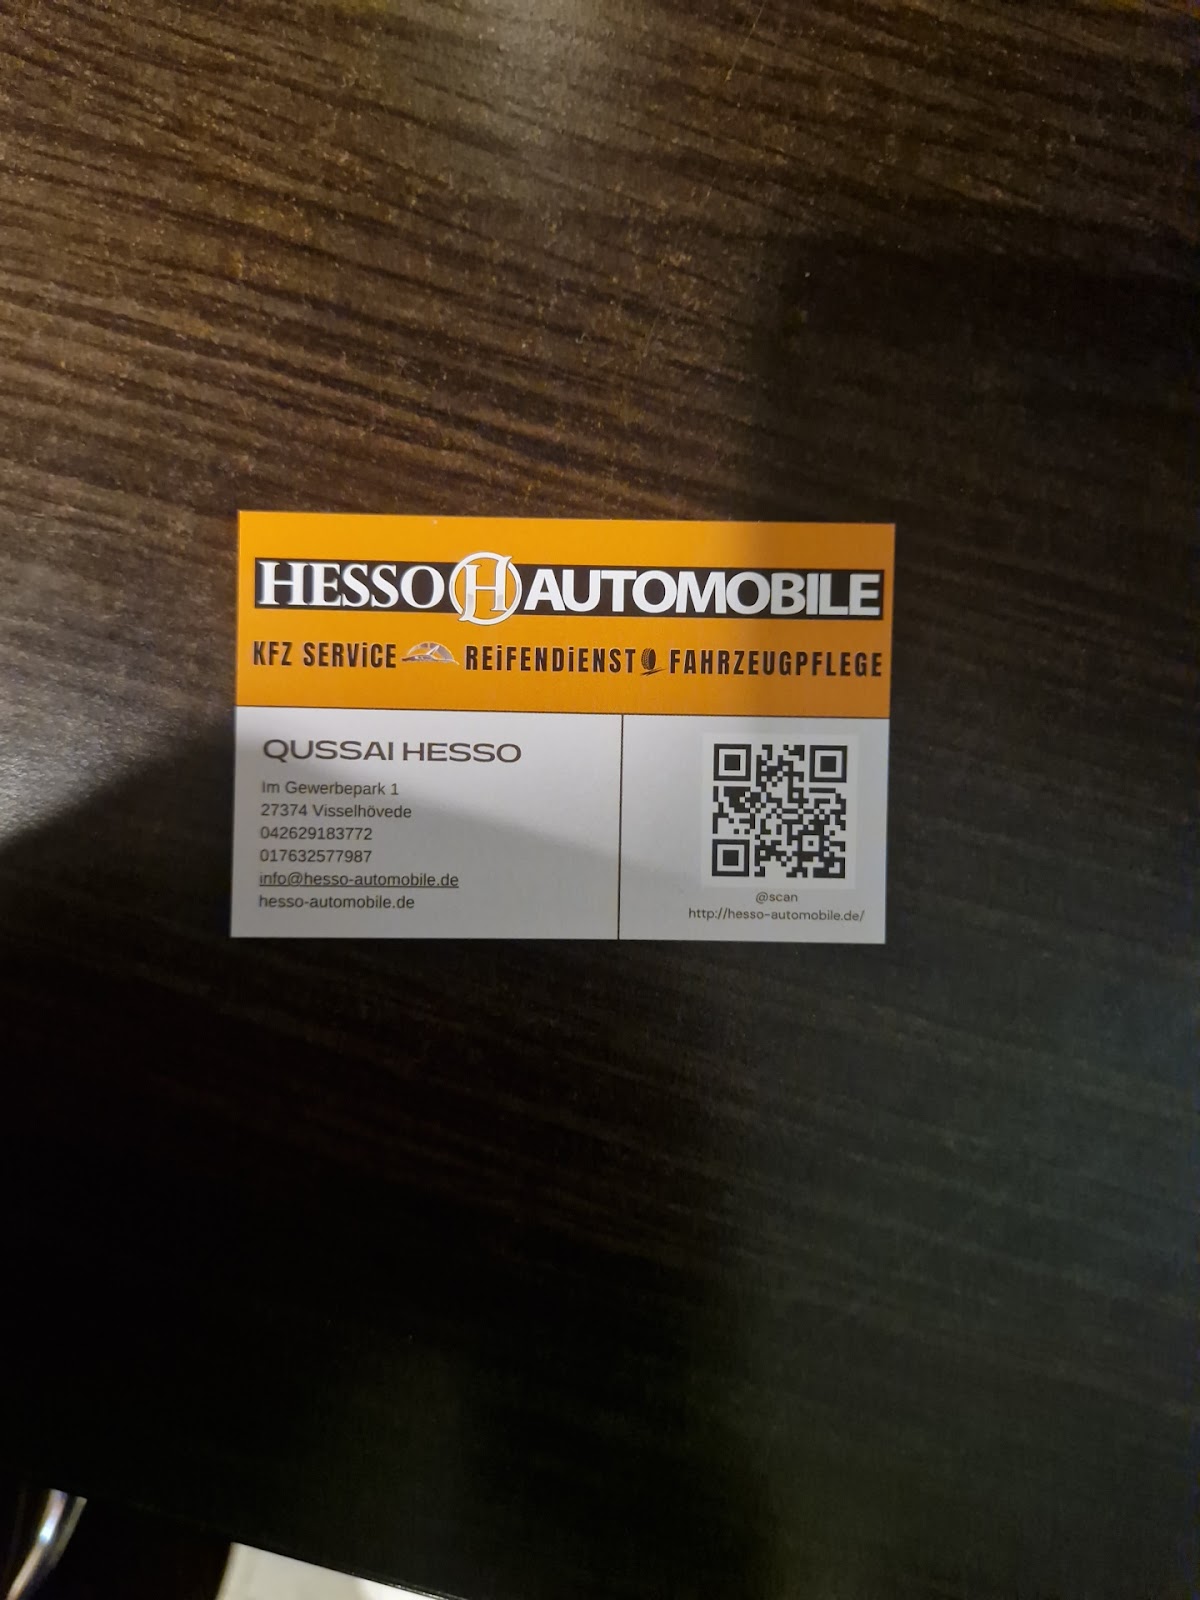 HESSO H AUTOMOBILE
KFZ SERViCE REiFENDiENST FAHRZEUGPFLEGE
QUSSAI HESSO
Im Gewerbepark 1
27374 Visselhövede
042629183772
017632577987
info@hesso-automobile.de
hesso-automobile.de
@scan
http://hesso-automobile.de/